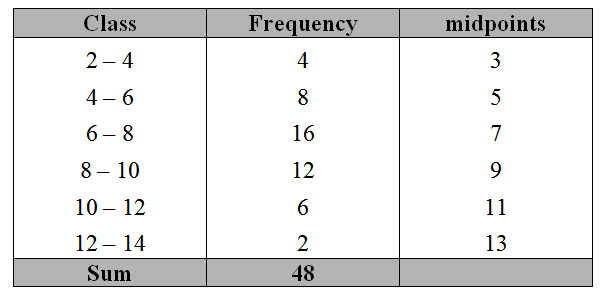 Class Frequency midpoints
2 – 4 4 3
4 – 6 8 5
6 – 8 16 7
8 – 10 12 9
10 – 12 6 11
12 – 14 2 13
Sum 48